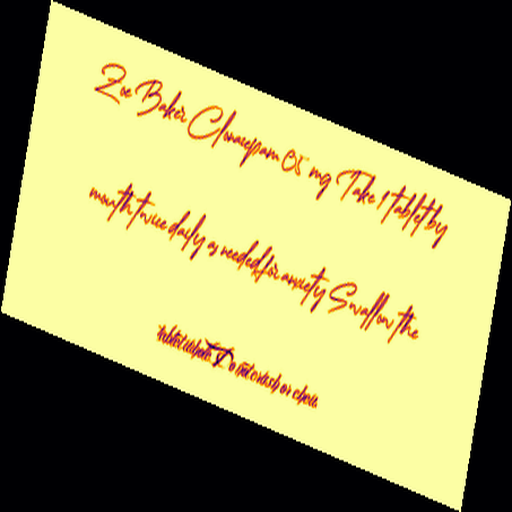 Zoe Baker Clonazepam 0.5 mg Take 1 tablet by
mouth twice daily as needed for anxiety Swallow the
tablet whole Do not crush or chew